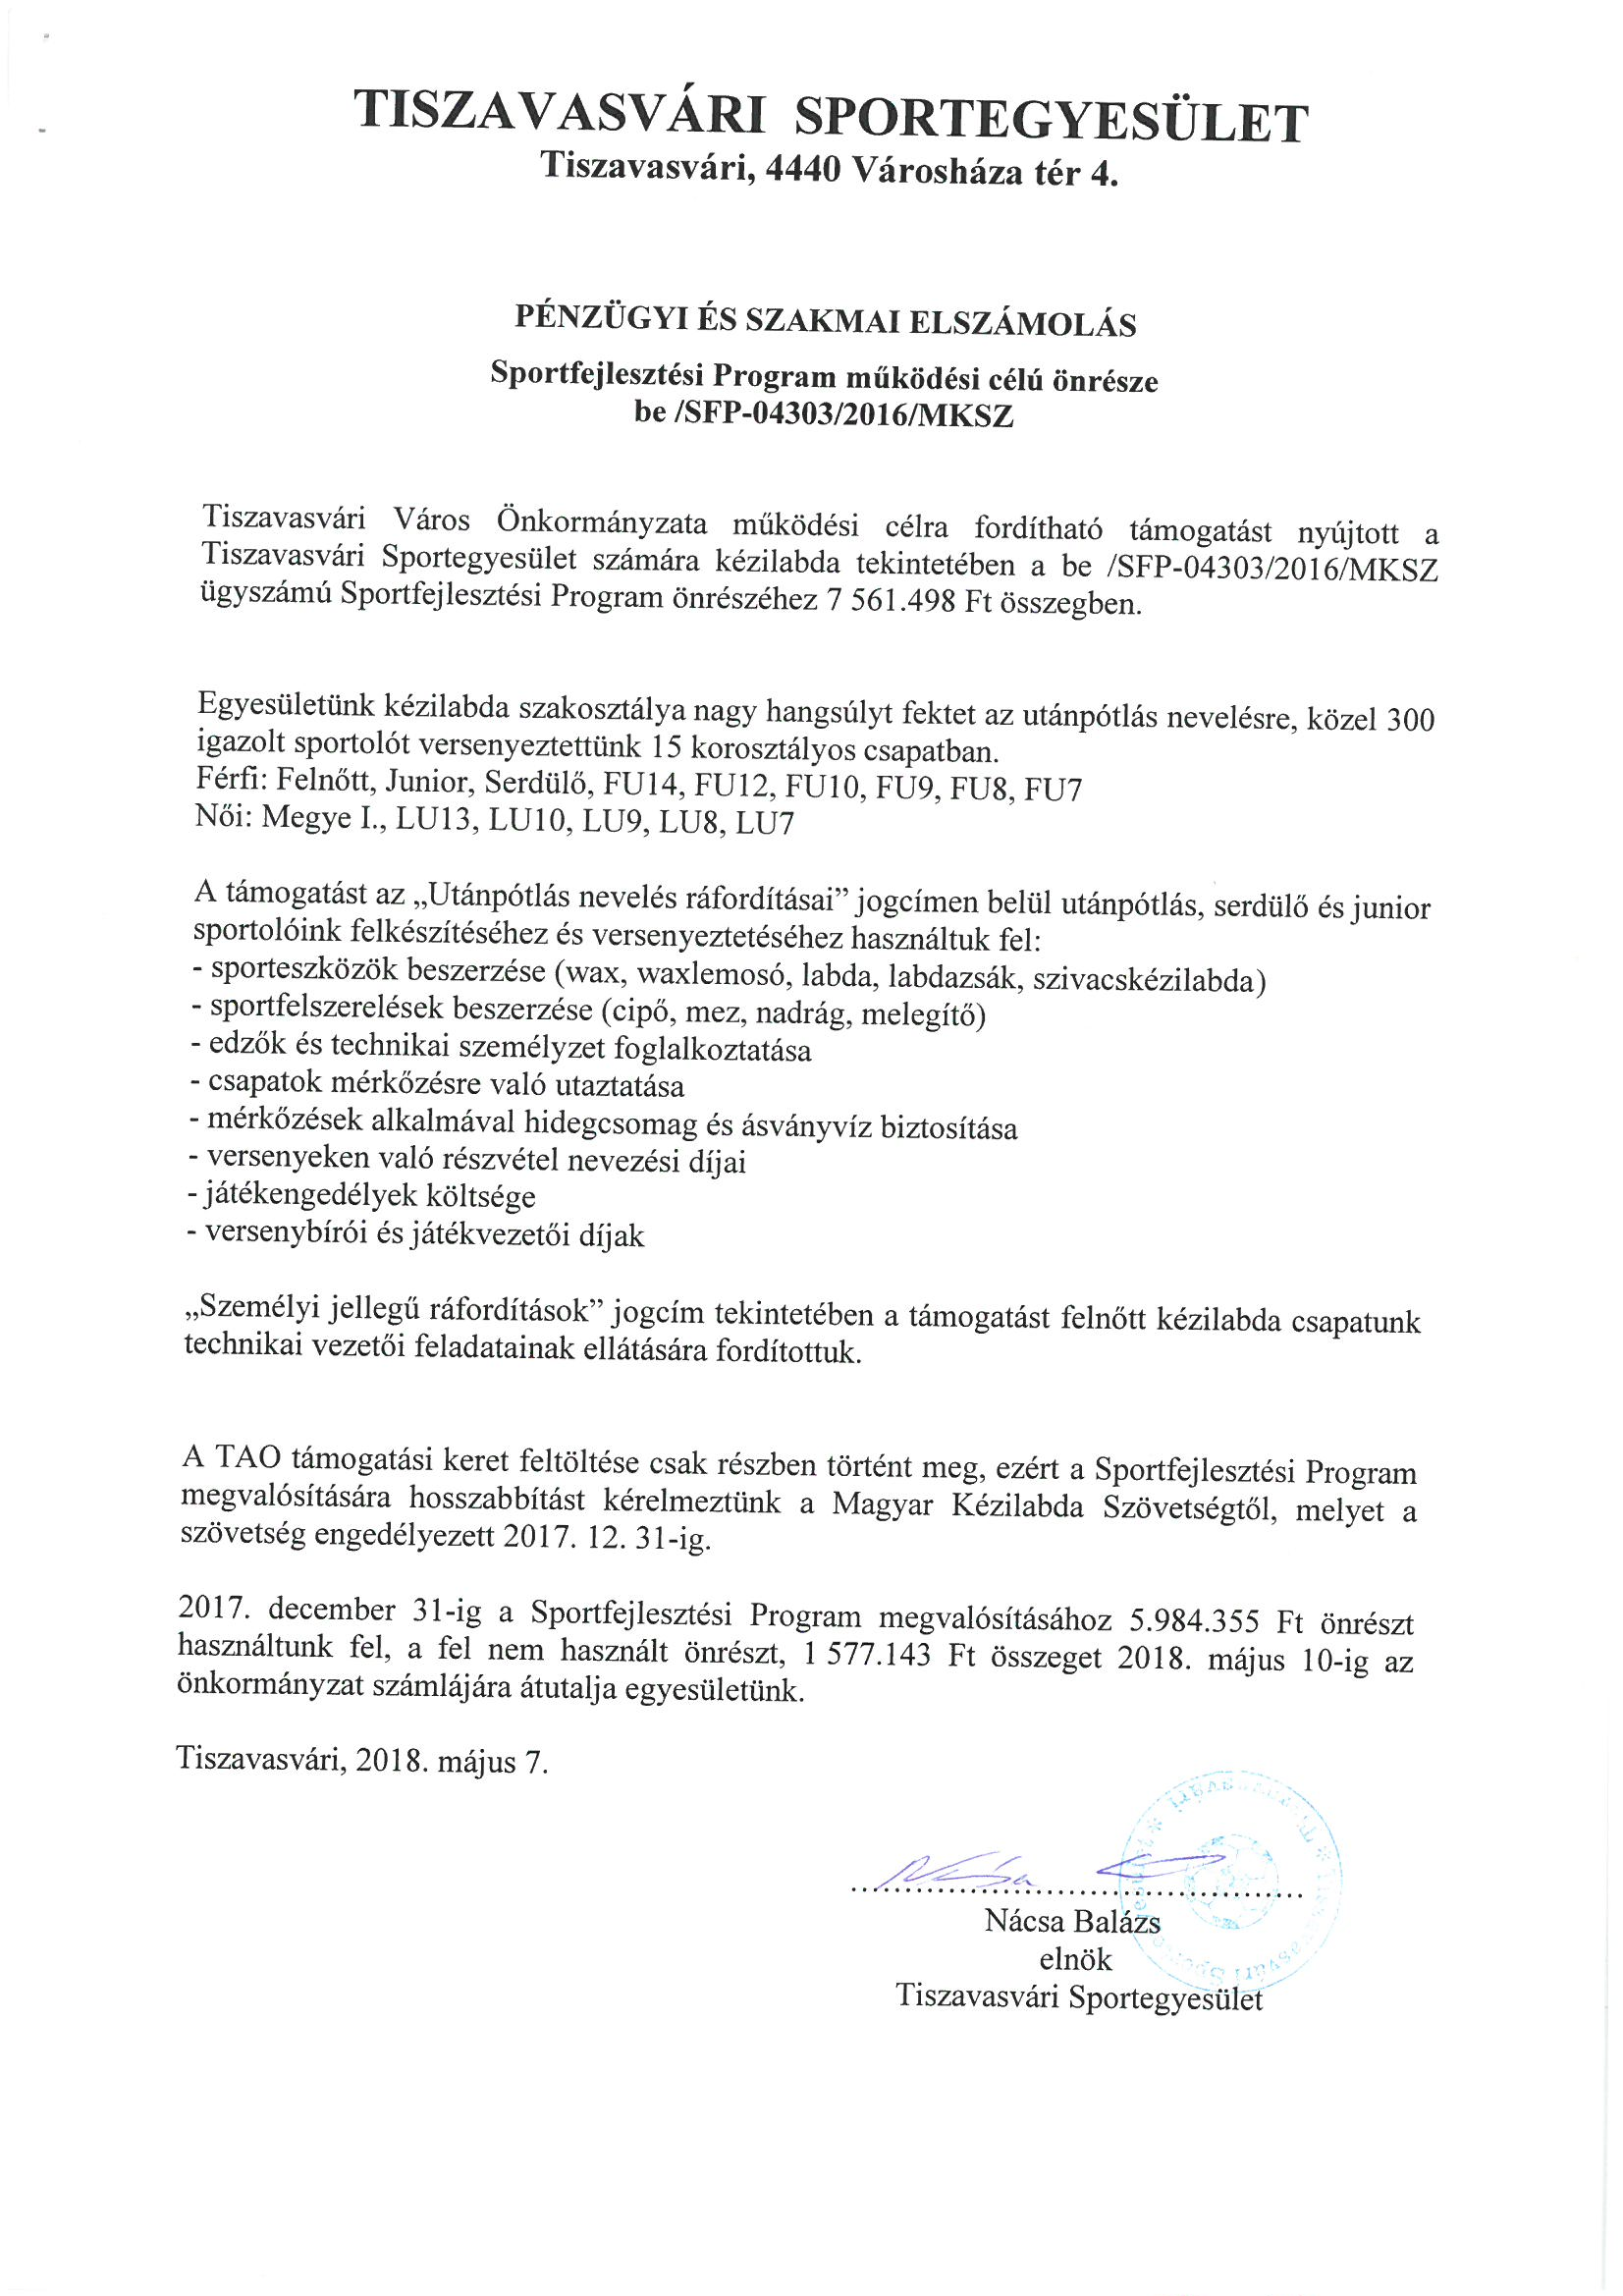 TISZAVASVÁRI SPORTEGYESÜLET
Tiszavasvári, 4440 Városháza tér 4.
PÉNZÜGYI ÉS SZAKMAI ELSZÁMOLÁS
Sportfejlesztési Program működési célú önrésze
be /SFP-04303/2016/MKSZ
Tiszavasvári Város Önkormányzata működési célra fordítható támogatást nyújtott a
Tiszavasvári Sportegyesület számára kézilabda tekintetében a be /SFP-04303/2016/MKSZ
ügyszámú Sportfejlesztési Program önrészéhez 7 561.498 Ft összegben.
Egyesületünk kézilabda szakosztálya nagy hangsúlyt fektet az utánpótlás nevelésre, közel 300
igazolt sportolót versenyeztettünk 15 korosztályos csapatban.
Férfi: Felnőtt, Junior, Serdülő, FU14, FU12, FU10, FU9, FU8, FU7
Női: Megye I., LU13, LU10, LU9, LU8, LU7
A támogatást az „Utánpótlás nevelés ráfordításai” jogcímen belül utánpótlás, serdülő és junior
sportolóink felkészítéséhez és versenyeztetéséhez használtuk fel:
- sporteszközök beszerzése (wax, waxlemosó, labda, labdazsák, szivacskézilabda)
- sportfelszerelések beszerzése (cipő, mez, nadrág, melegítő)
- edzők és technikai személyzet foglalkoztatása
- csapatok mérkőzésre való utaztatása
- mérkőzések alkalmával hidegcsomag és ásványvíz biztosítása
- versenyeken való részvétel nevezési díjai
- játékengedélyek költsége
- versenybírói és játékvezetői díjak
„Személyi jellegű ráfordítások” jogcím tekintetében a támogatást felnőtt kézilabda csapatunk
technikai vezetői feladatainak ellátására fordítottuk.
A TAO támogatási keret feltöltése csak részben történt meg, ezért a Sportfejlesztési Program
megvalósítására hosszabbítást kérelmeztünk a Magyar Kézilabda Szövetségtől, melyet a
szövetség engedélyezett 2017. 12. 31-ig.
2017. december 31-ig a Sportfejlesztési Program megvalósításához 5.984.355 Ft önrészt
használtunk fel, a fel nem használt önrészt, 1 577.143 Ft összeget 2018. május 10-ig az
önkormányzat számlájára átutalja egyesületünk.
Tiszavasvári, 2018. május 7.
Nácsa Balázs
elnök
Tiszavasvári Sportegyesület